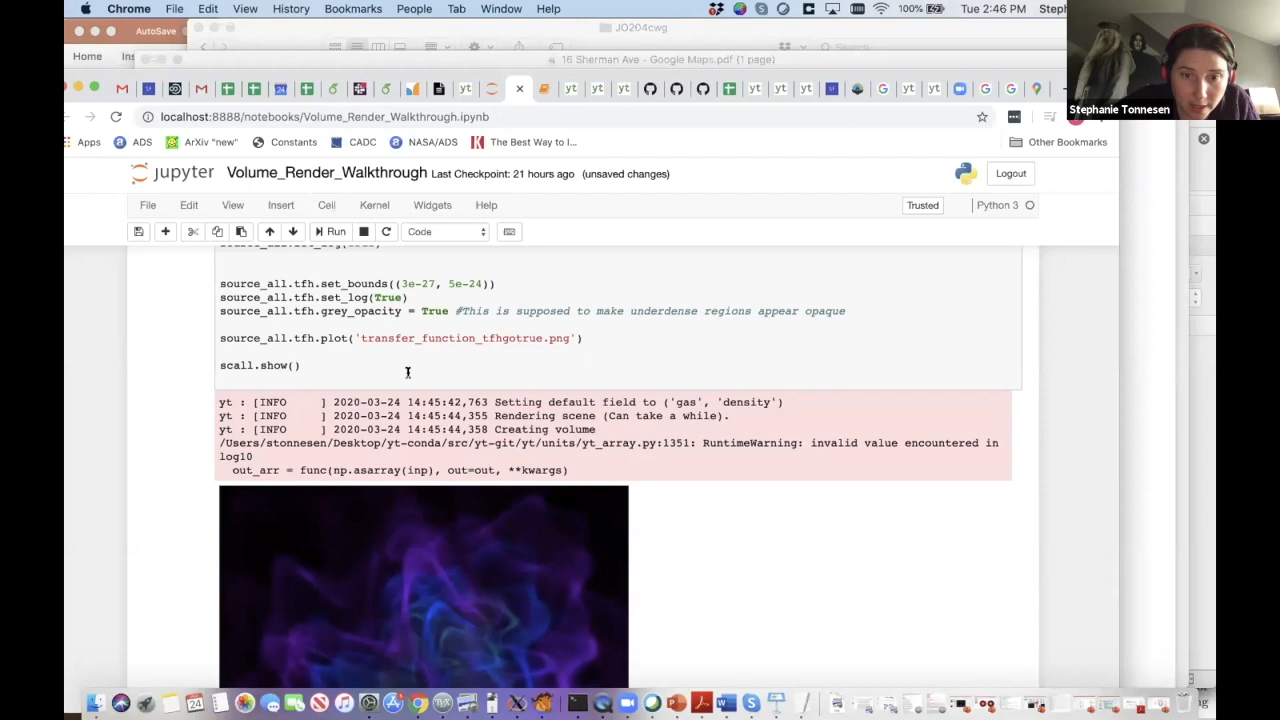 Chrome File Edit View History Bookmarks People Tab Window Help
100% Tue 2:46 PM Steph
AutoSave
JO204cwg
Search
Home Ins
16 Sherman Ave - Google Maps.pdf (1 page)
localhost:8888/notebooks/Volume_Render_Walkthrough.ipynb
Stephanie Tonnesen
Apps ADS ArXiv "new" Constants CADC NASA/ADS The Best Way to I... Other Bookmarks
jupyter Volume_Render_Walkthrough Last Checkpoint: 21 hours ago (unsaved changes) Logout
File Edit View Insert Cell Kernel Widgets Help Trusted Python 3
Run Code
source_all.tfh.set_bounds((3e-27, 5e-24))
source_all.tfh.set_log(True)
source_all.tfh.grey_opacity = True #This is supposed to make underdense regions appear opaque
source_all.tfh.plot('transfer_function_tfhgotrue.png')
scall.show()
yt : [INFO ] 2020-03-24 14:45:42,763 Setting default field to ('gas', 'density')
yt : [INFO ] 2020-03-24 14:45:44,355 Rendering scene (Can take a while).
yt : [INFO ] 2020-03-24 14:45:44,358 Creating volume
/Users/stonnesen/Desktop/yt-conda/src/yt-git/yt/units/yt_array.py:1351: RuntimeWarning: invalid value encountered in
log10
out_arr = func(np.asarray(inp), out=out, **kwargs)